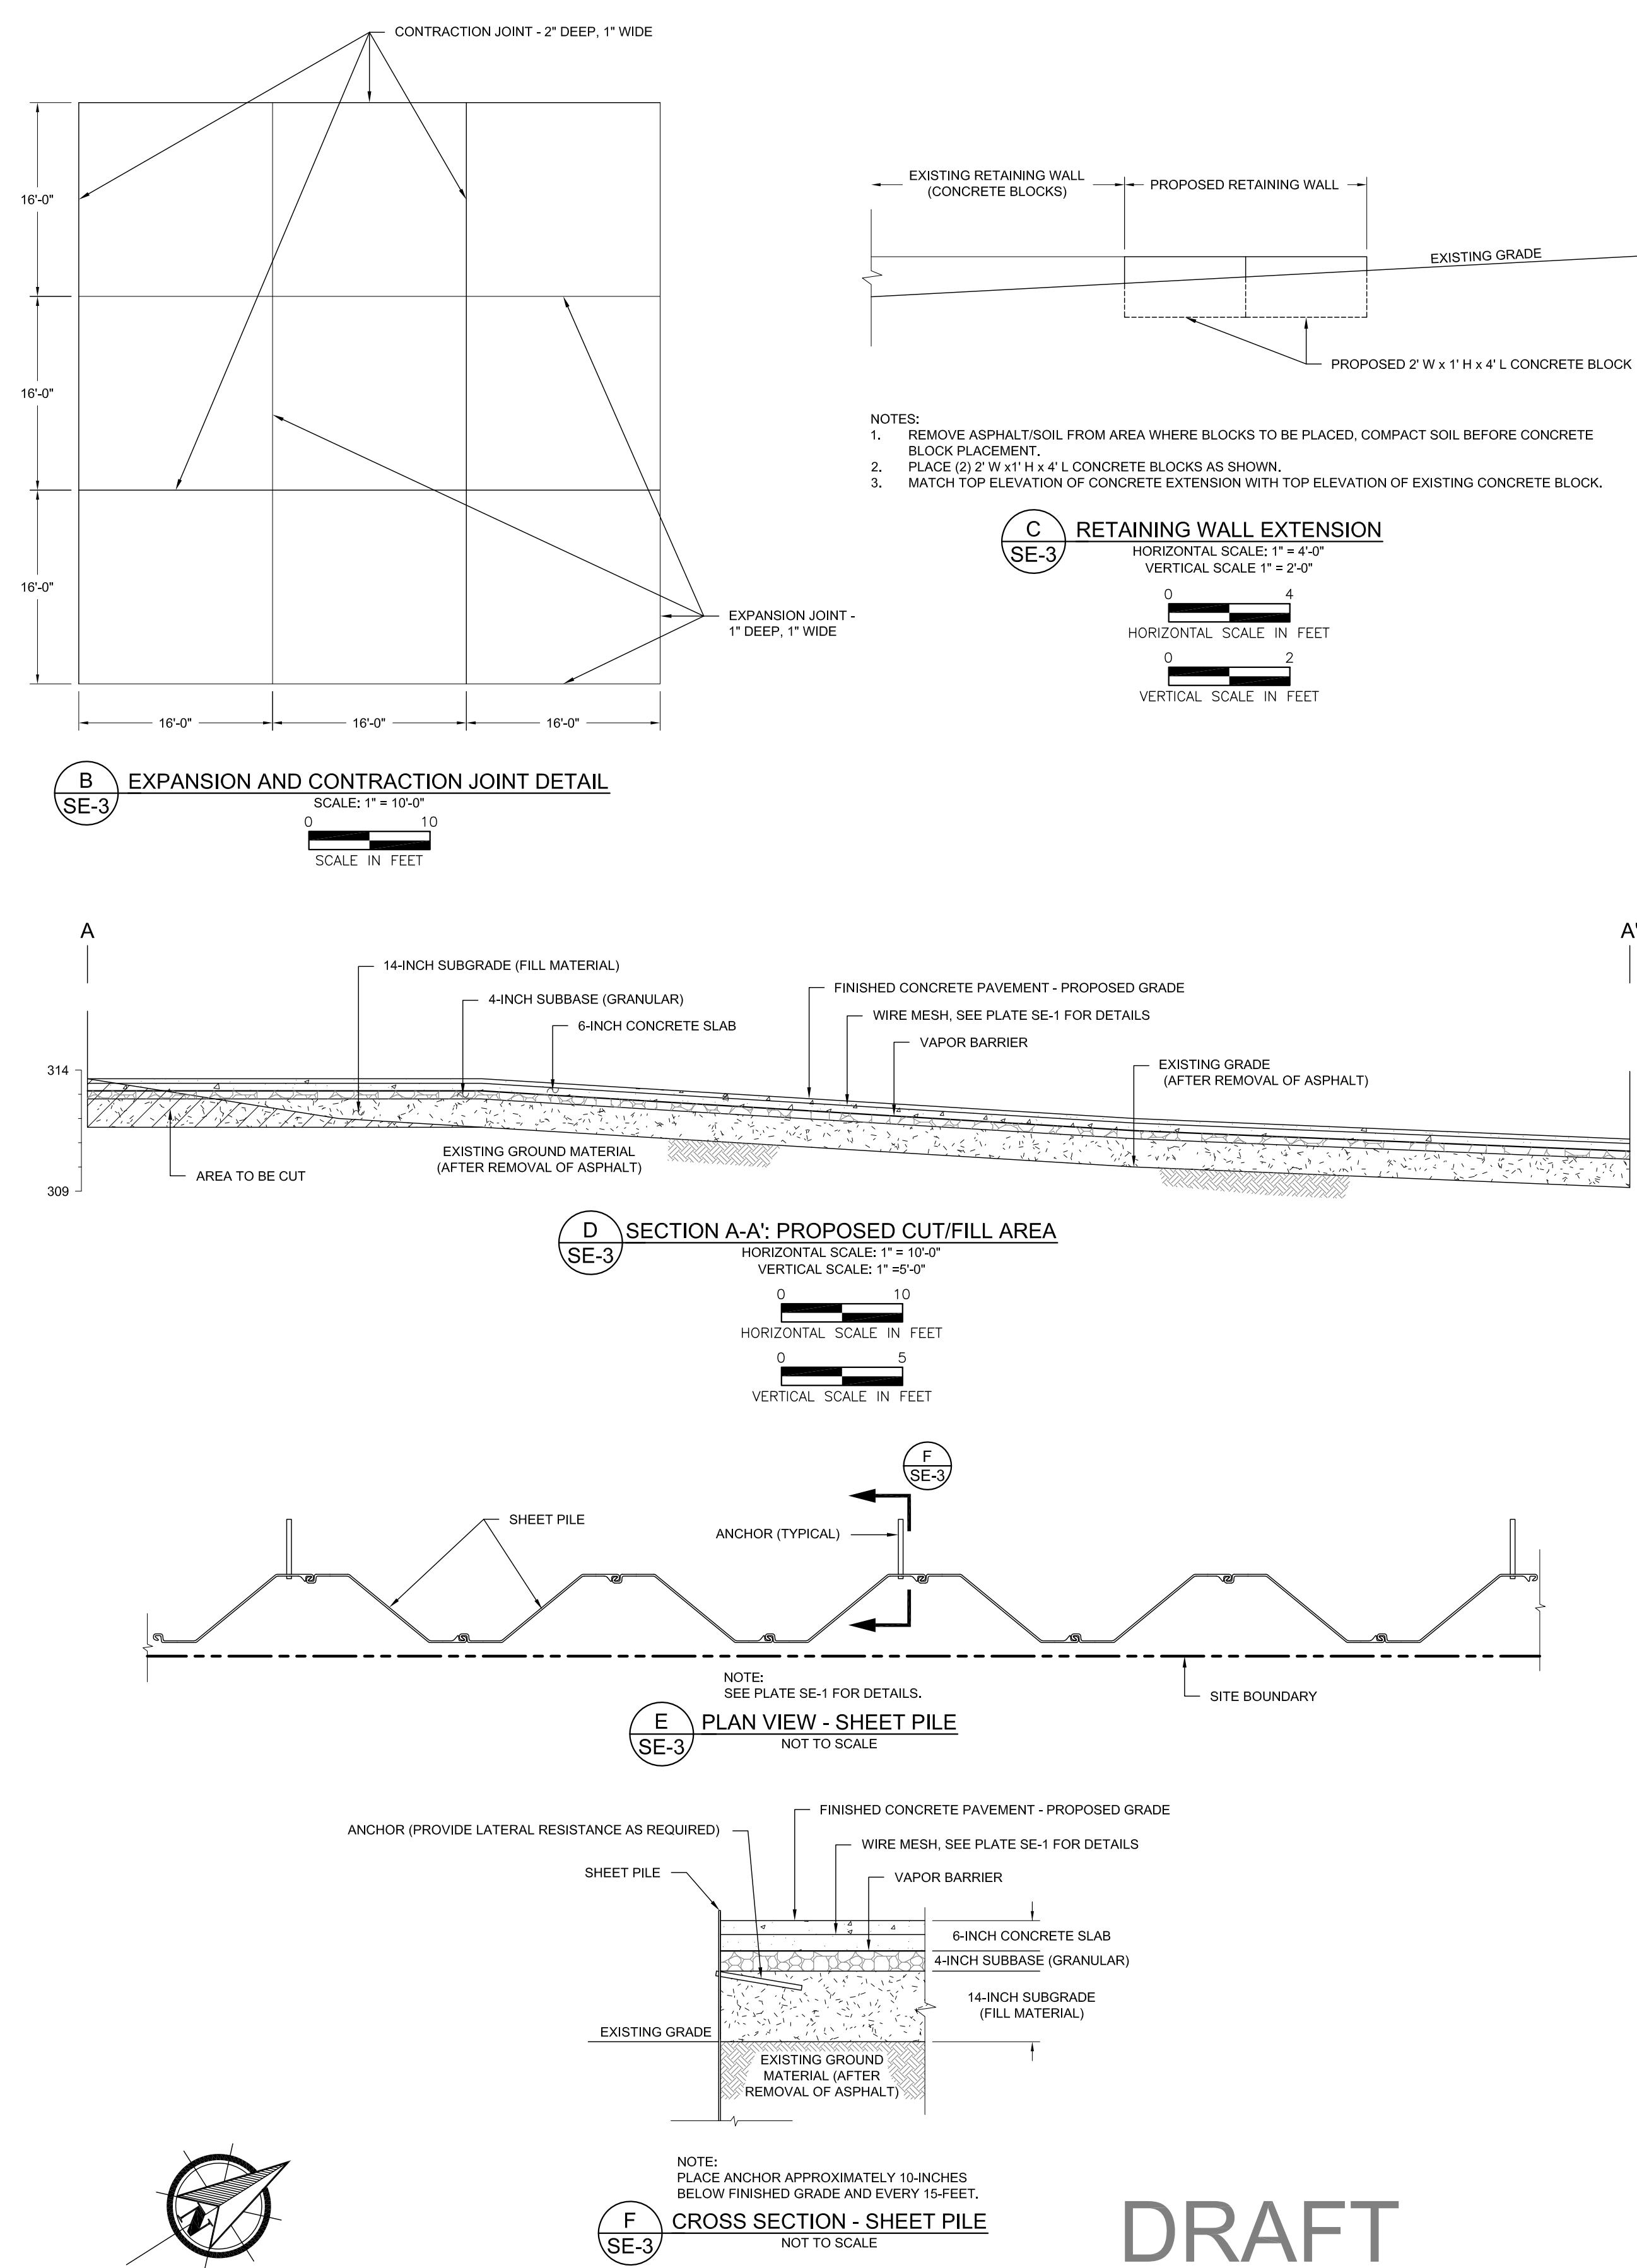 CONTRACTION JOINT - 2" DEEP, 1" WIDE
16'-0"
16'-0"
16'-0"
EXPANSION JOINT -
1" DEEP, 1" WIDE
16'-0"
16'-0"
16'-0"
B
SE-3
EXPANSION AND CONTRACTION JOINT DETAIL
SCALE: 1" = 10'-0"
0 10
SCALE IN FEET
EXISTING RETAINING WALL
(CONCRETE BLOCKS)
PROPOSED RETAINING WALL
EXISTING GRADE
PROPOSED 2' W x 1' H x 4' L CONCRETE BLOCK
NOTES:
1. REMOVE ASPHALT/SOIL FROM AREA WHERE BLOCKS TO BE PLACED, COMPACT SOIL BEFORE CONCRETE
BLOCK PLACEMENT.
2. PLACE (2) 2' W x1' H x 4' L CONCRETE BLOCKS AS SHOWN.
3. MATCH TOP ELEVATION OF CONCRETE EXTENSION WITH TOP ELEVATION OF EXISTING CONCRETE BLOCK.
C
SE-3
RETAINING WALL EXTENSION
HORIZONTAL SCALE: 1" = 4'-0"
VERTICAL SCALE 1" = 2'-0"
0 4
HORIZONTAL SCALE IN FEET
0 2
VERTICAL SCALE IN FEET
A
A'
14-INCH SUBGRADE (FILL MATERIAL)
4-INCH SUBBASE (GRANULAR)
6-INCH CONCRETE SLAB
FINISHED CONCRETE PAVEMENT - PROPOSED GRADE
WIRE MESH, SEE PLATE SE-1 FOR DETAILS
VAPOR BARRIER
EXISTING GRADE
(AFTER REMOVAL OF ASPHALT)
314
309
AREA TO BE CUT
EXISTING GROUND MATERIAL
(AFTER REMOVAL OF ASPHALT)
D
SE-3
SECTION A-A': PROPOSED CUT/FILL AREA
HORIZONTAL SCALE: 1" = 10'-0"
VERTICAL SCALE: 1" =5'-0"
0 10
HORIZONTAL SCALE IN FEET
0 5
VERTICAL SCALE IN FEET
F
SE-3
SHEET PILE
ANCHOR (TYPICAL)
NOTE:
SEE PLATE SE-1 FOR DETAILS.
SITE BOUNDARY
E
SE-3
PLAN VIEW - SHEET PILE
NOT TO SCALE
FINISHED CONCRETE PAVEMENT - PROPOSED GRADE
ANCHOR (PROVIDE LATERAL RESISTANCE AS REQUIRED)
WIRE MESH, SEE PLATE SE-1 FOR DETAILS
SHEET PILE
VAPOR BARRIER
6-INCH CONCRETE SLAB
4-INCH SUBBASE (GRANULAR)
14-INCH SUBGRADE
(FILL MATERIAL)
EXISTING GRADE
EXISTING GROUND
MATERIAL (AFTER
REMOVAL OF ASPHALT)
NOTE:
PLACE ANCHOR APPROXIMATELY 10-INCHES
BELOW FINISHED GRADE AND EVERY 15-FEET.
F
SE-3
CROSS SECTION - SHEET PILE
NOT TO SCALE
N
DRAFT